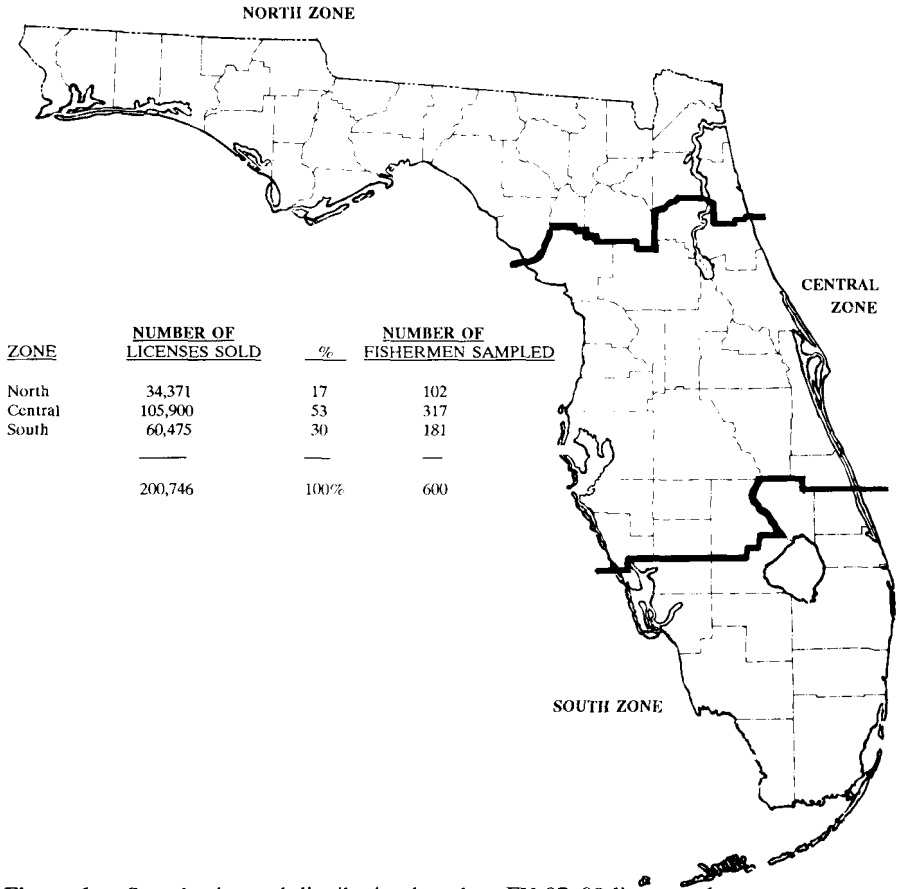 NORTH ZONE
CENTRAL
ZONE
NUMBER OF NUMBER OF
ZONE LICENSES SOLD % FISHERMEN SAMPLED
North 34,371 17 102
Central 105,900 53 317
South 60,475 30 181
200,746 100% 600
SOUTH ZONE